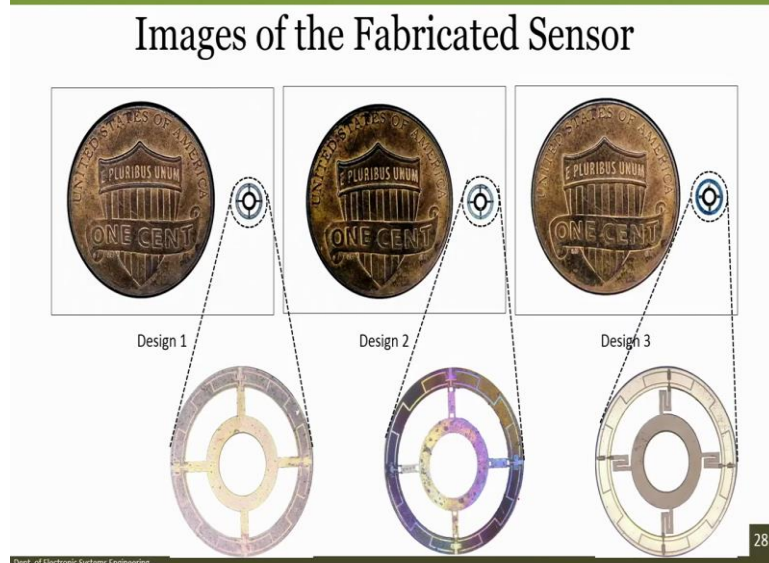 Images of the Fabricated Sensor
UNITED STATES OF AMERICA
E PLURIBUS UNUM
ONE CENT
UNITED STATES OF AMERICA
E PLURIBUS UNUM
ONE CENT
UNITED STATES OF AMERICA
E PLURIBUS UNUM
ONE CENT
Design 1
Design 2
Design 3
28
Dept. of Electronic Systems Engineering